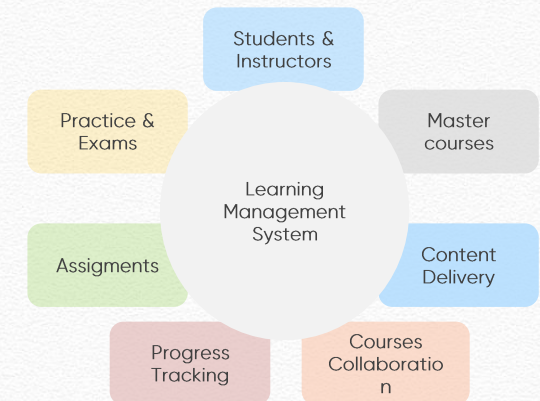 Students &
Instructors
Practice &
Exams
Master
courses
Learning
Management
System
Assigments
Content
Delivery
Progress
Tracking
Courses
Collaboratio
n